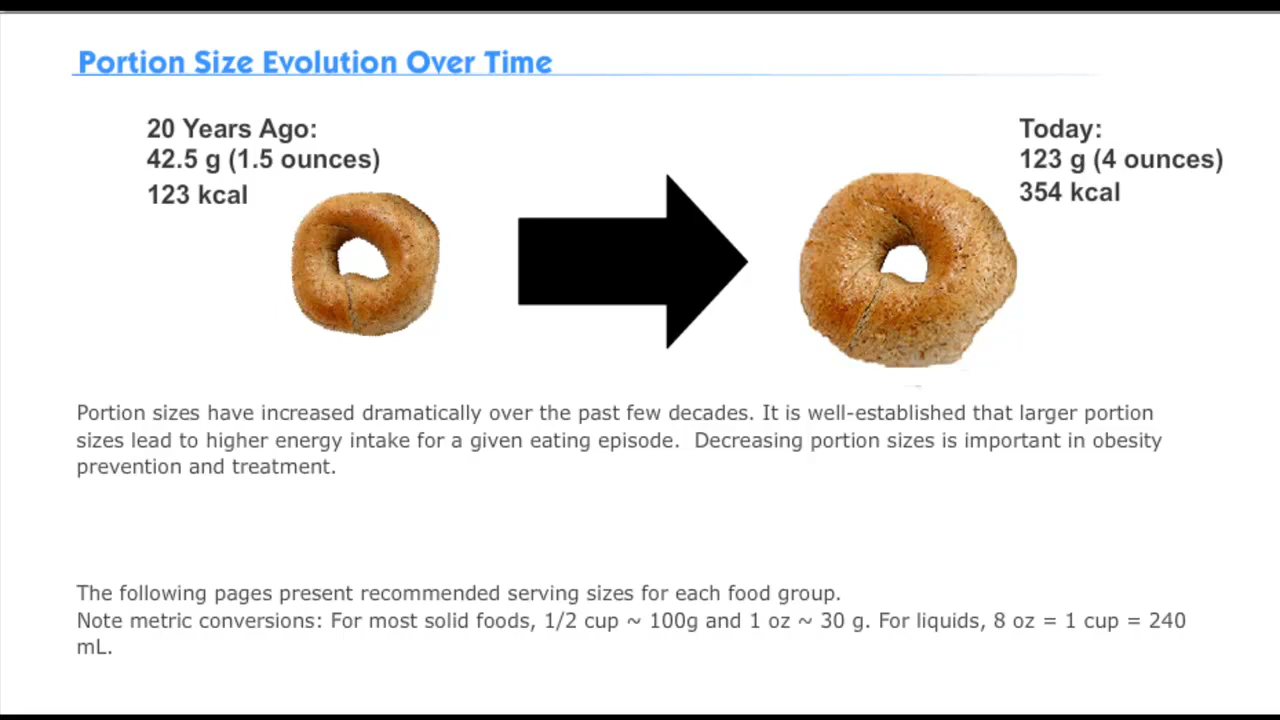 Portion Size Evolution Over Time
20 Years Ago:
42.5 g (1.5 ounces)
123 kcal
Today:
123 g (4 ounces)
354 kcal
Portion sizes have increased dramatically over the past few decades. It is well-established that larger portion
sizes lead to higher energy intake for a given eating episode.  Decreasing portion sizes is important in obesity
prevention and treatment.
The following pages present recommended serving sizes for each food group.
Note metric conversions: For most solid foods, 1/2 cup ~ 100g and 1 oz ~ 30 g. For liquids, 8 oz = 1 cup = 240
mL.